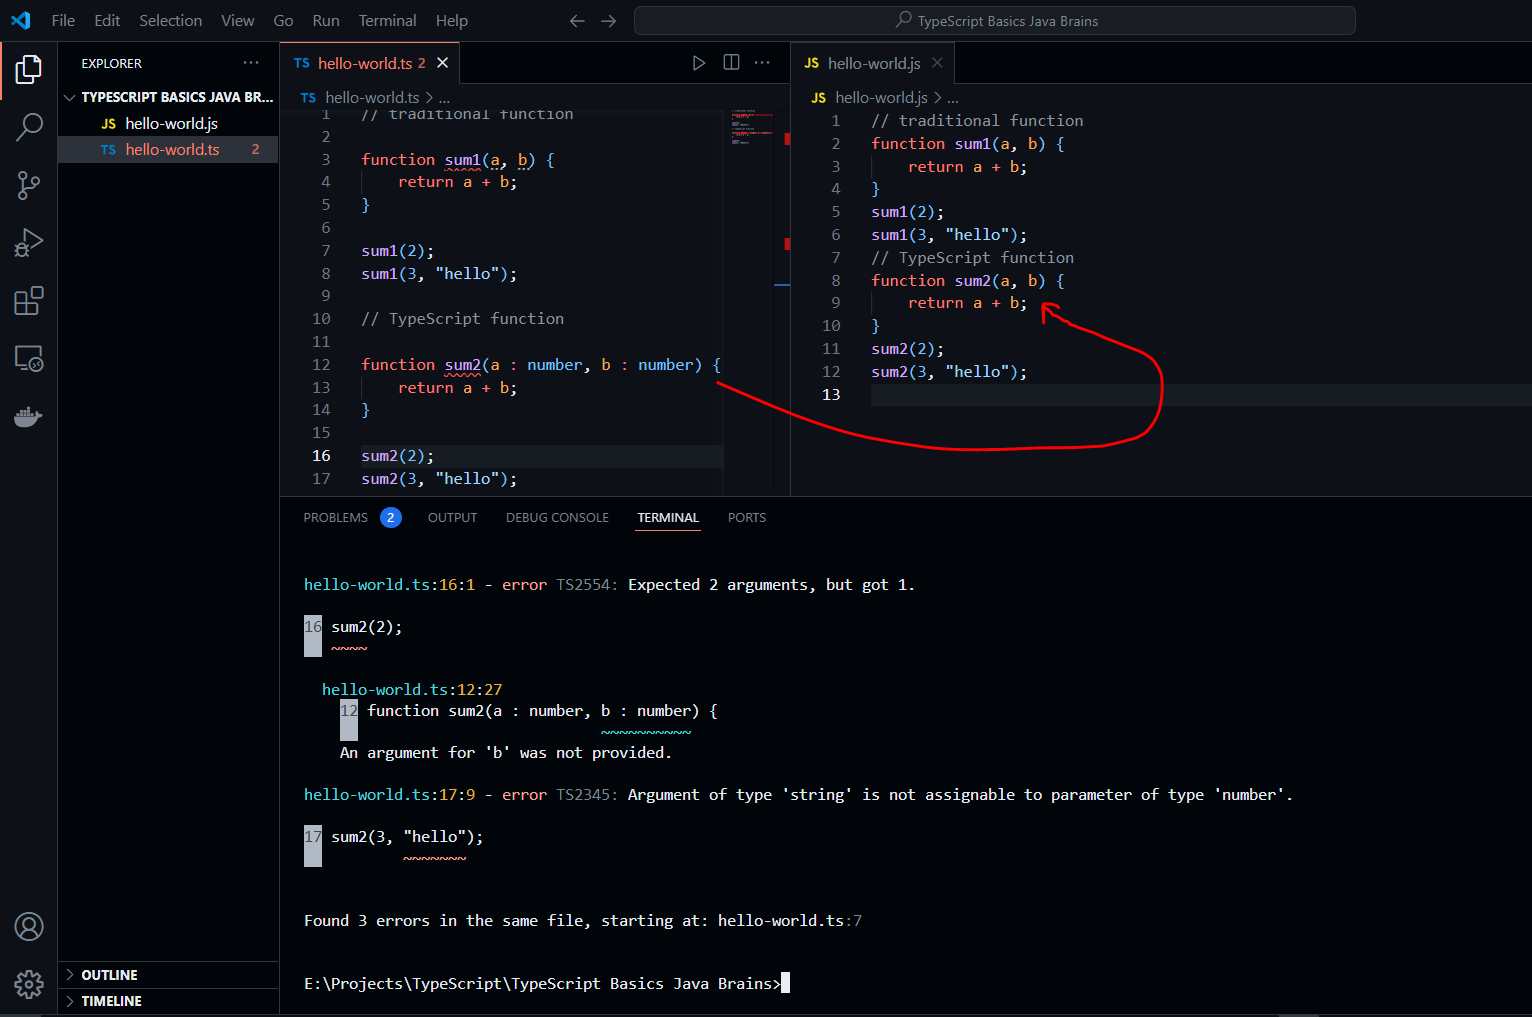 File Edit Selection View Go Run Terminal Help
TypeScript Basics Java Brains
EXPLORER
TYPESCRIPT BASICS JAVA BR...
JS hello-world.js
TS hello-world.ts 2
OUTLINE
TIMELINE
TS hello-world.ts 2
TS hello-world.ts > ...
1 // traditional function
2
3 function sum1(a, b) {
4 return a + b;
5 }
6
7 sum1(2);
8 sum1(3, "hello");
9
10 // TypeScript function
11
12 function sum2(a : number, b : number) {
13 return a + b;
14 }
15
16 sum2(2);
17 sum2(3, "hello");
JS hello-world.js
JS hello-world.js > ...
1 // traditional function
2 function sum1(a, b) {
3 return a + b;
4 }
5 sum1(2);
6 sum1(3, "hello");
7 // TypeScript function
8 function sum2(a, b) {
9 return a + b;
10 }
11 sum2(2);
12 sum2(3, "hello");
13
PROBLEMS 2 OUTPUT DEBUG CONSOLE TERMINAL PORTS
hello-world.ts:16:1 - error TS2554: Expected 2 arguments, but got 1.
16 sum2(2);
~~~~
hello-world.ts:12:27
12 function sum2(a : number, b : number) {
~~~~~~~~~~
An argument for 'b' was not provided.
hello-world.ts:17:9 - error TS2345: Argument of type 'string' is not assignable to parameter of type 'number'.
17 sum2(3, "hello");
~~~~~~~
Found 3 errors in the same file, starting at: hello-world.ts:7
E:\Projects\TypeScript\TypeScript Basics Java Brains>